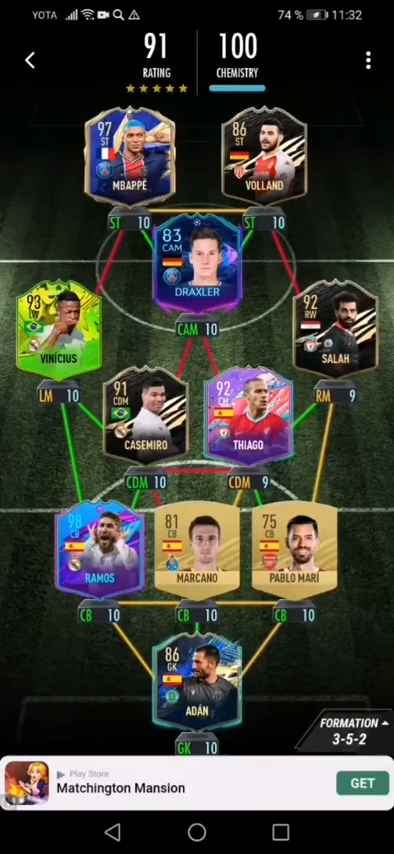 YOTA 74 % 11:32
91 100
RATING CHEMISTRY
97 86
ST ST
MBAPPÉ VOLLAND
ST 10 ST 10
83
CAM
DRAXLER
CAM 10
93 92
LW RW
VINÍCIUS SALAH
LM 10 RM 9
91 92
CDM CM
CASEMIRO THIAGO
CDM 10 CDM 9
98 81 75
CB CB CB
RAMOS MARCANO PABLO MARÍ
CB 10 CB 10 CB 10
86
GK
ADÁN
GK 10
FORMATION
3-5-2
Play Store
Matchington Mansion
GET